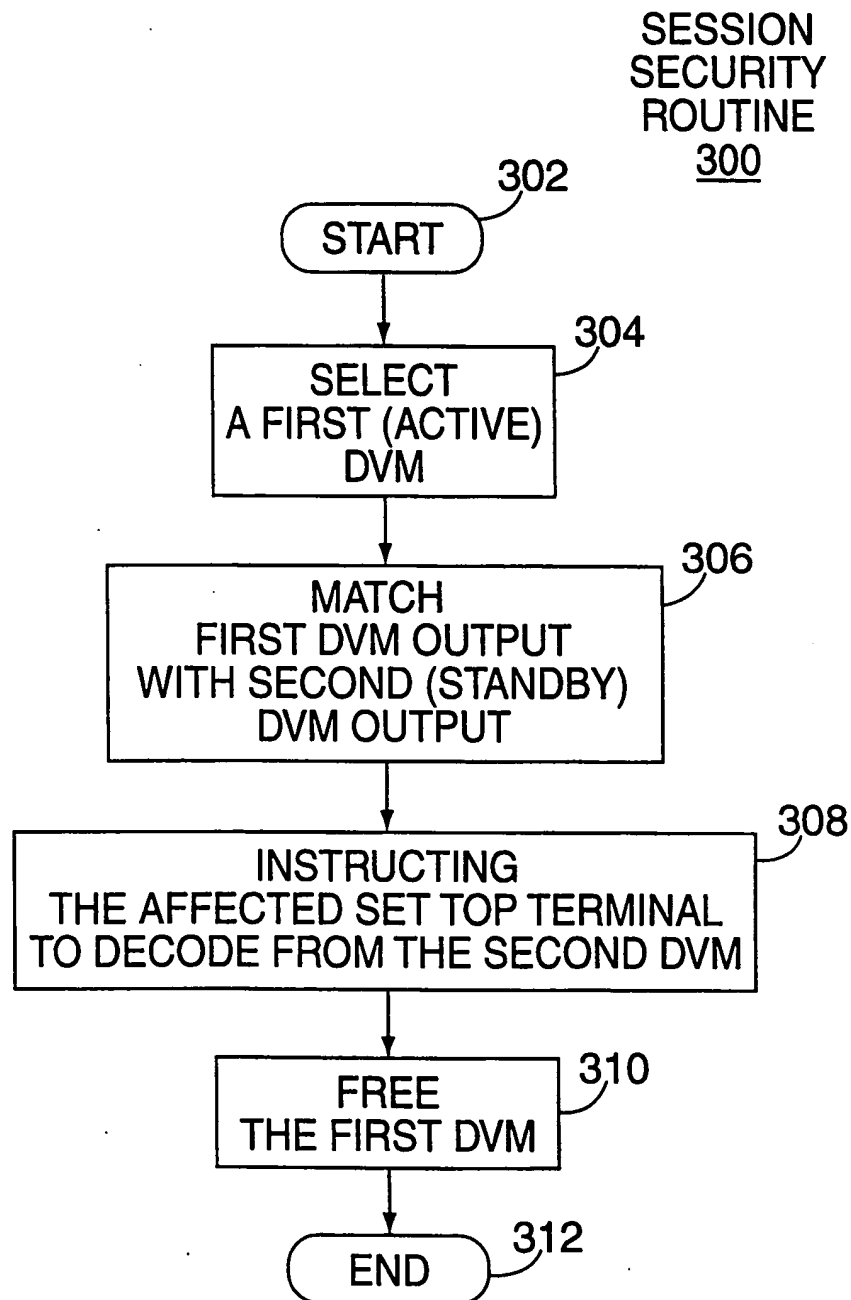 SESSION
SECURITY
ROUTINE
300
302
START
304
SELECT
A FIRST (ACTIVE)
DVM
306
MATCH
FIRST DVM OUTPUT
WITH SECOND (STANDBY)
DVM OUTPUT
308
INSTRUCTING
THE AFFECTED SET TOP TERMINAL
TO DECODE FROM THE SECOND DVM
310
FREE
THE FIRST DVM
312
END